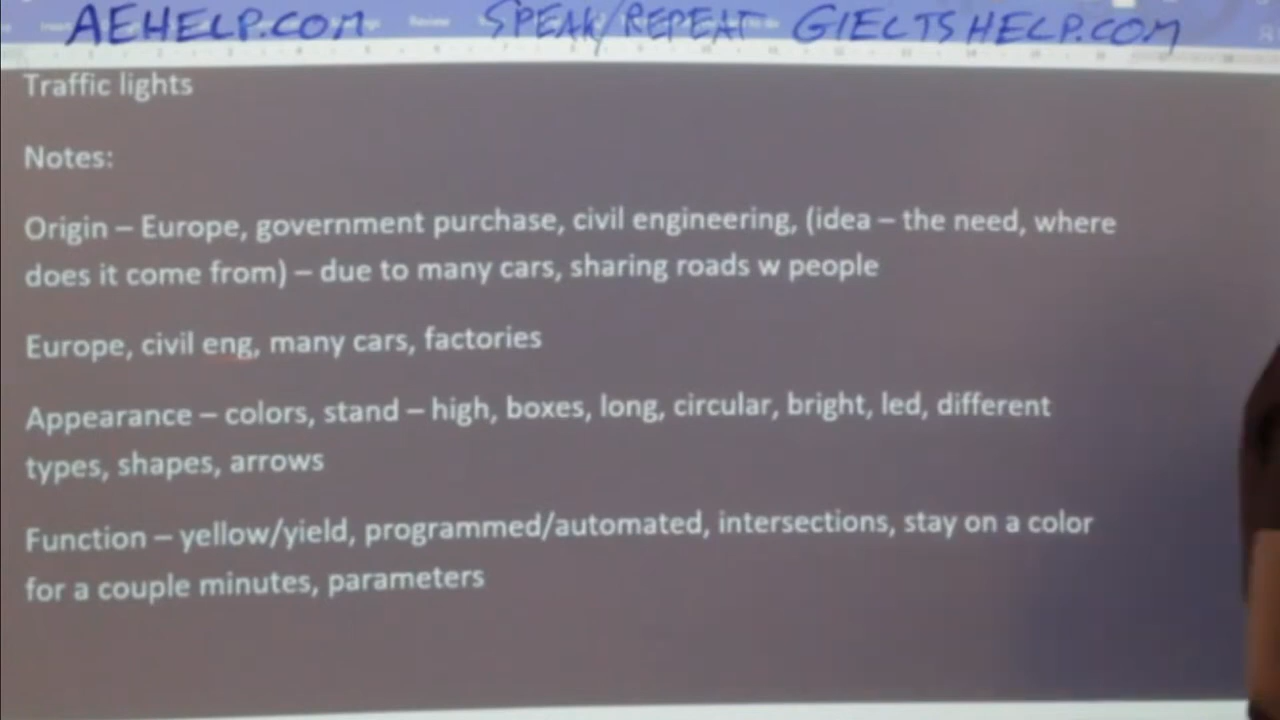 AEHELP.COM SPEAK/REPEAT GIELTSHELP.COM
Review
Traffic lights
Notes:
Origin – Europe, government purchase, civil engineering, (idea – the need, where
does it come from) – due to many cars, sharing roads w people
Europe, civil eng, many cars, factories
Appearance – colors, stand – high, boxes, long, circular, bright, led, different
types, shapes, arrows
Function – yellow/yield, programmed/automated, intersections, stay on a color
for a couple minutes, parameters